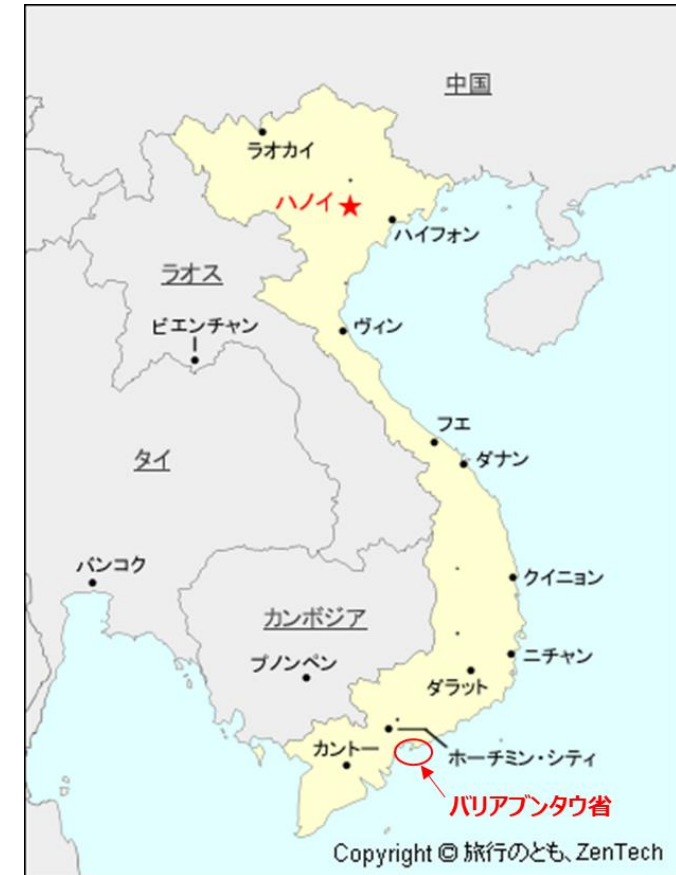 中国
ラオカイ
ハノイ
ハイフォン
ラオス
ビエンチャン
ヴィン
フエ
ダナン
タイ
バンコク
クイニョン
カンボジア
プノンペン
ニチャン
ダラット
カントー
ホーチミン・シティ
バリアブンタウ省
Copyright © 旅行のとも、ZenTech